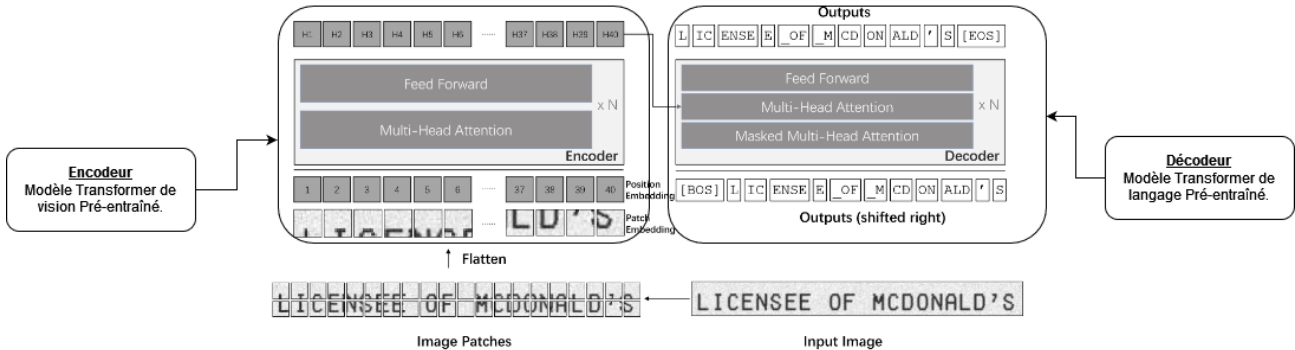 Outputs
H1 H2 H3 H4 H5 H6 ...... H37 H38 H39 H40
L IC ENSE E _OF _M CD ON ALD ' S [EOS]
Feed Forward
Multi-Head Attention
x N
Encoder
Feed Forward
Multi-Head Attention
Masked Multi-Head Attention
x N
Decoder
Encodeur
Modèle Transformer de
vision Pré-entraîné.
Décodeur
Modèle Transformer de
langage Pré-entraîné.
1 2 3 4 5 6 ...... 37 38 39 40
Position
Embedding
[BOS] L IC ENSE E _OF _M CD ON ALD ' S
LICENS ...... LD'S
Patch
Embedding
Outputs (shifted right)
Flatten
LICENSEE OF MCDONALD'S
LICENSEE OF MCDONALD'S
Image Patches
Input Image